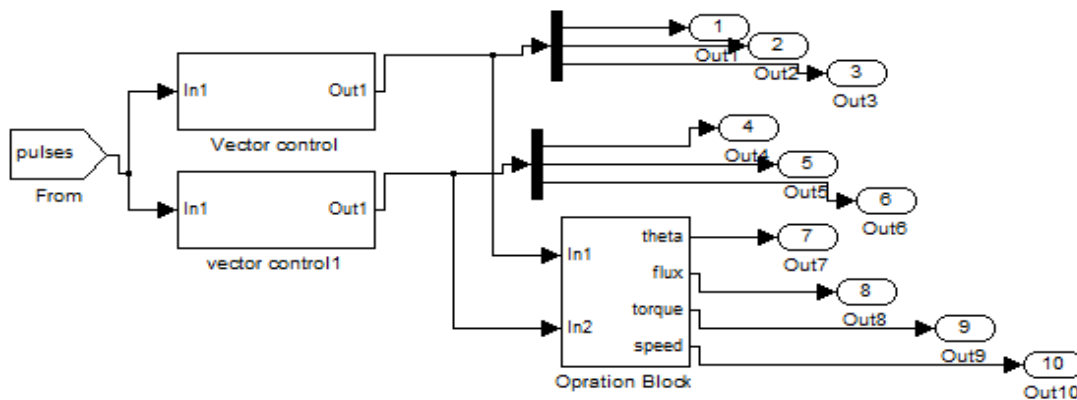 1
Out1
2
Out2
3
Out3
In1
Out1
Vector control
pulses
From
In1
Out1
vector control1
4
Out4
5
Out5
6
Out6
In1
In2
theta
flux
torque
speed
Opration Block
7
Out7
8
Out8
9
Out9
10
Out10